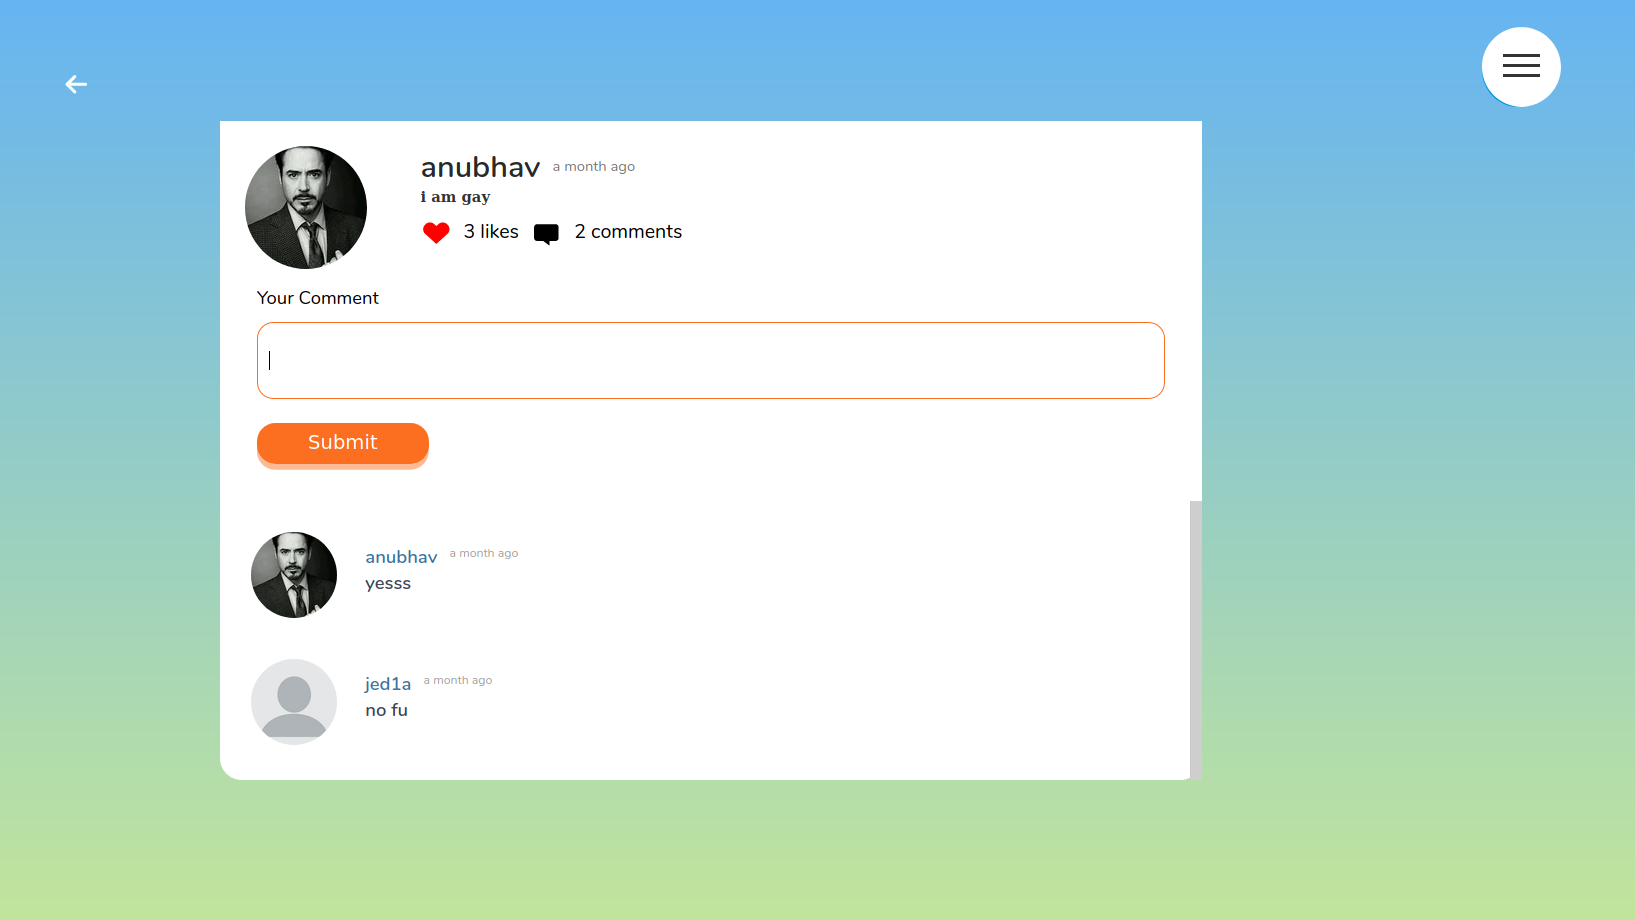 anubhav a month ago
i am gay
3 likes 2 comments
Your Comment
Submit
anubhav a month ago
yesss
jed1a a month ago
no fu